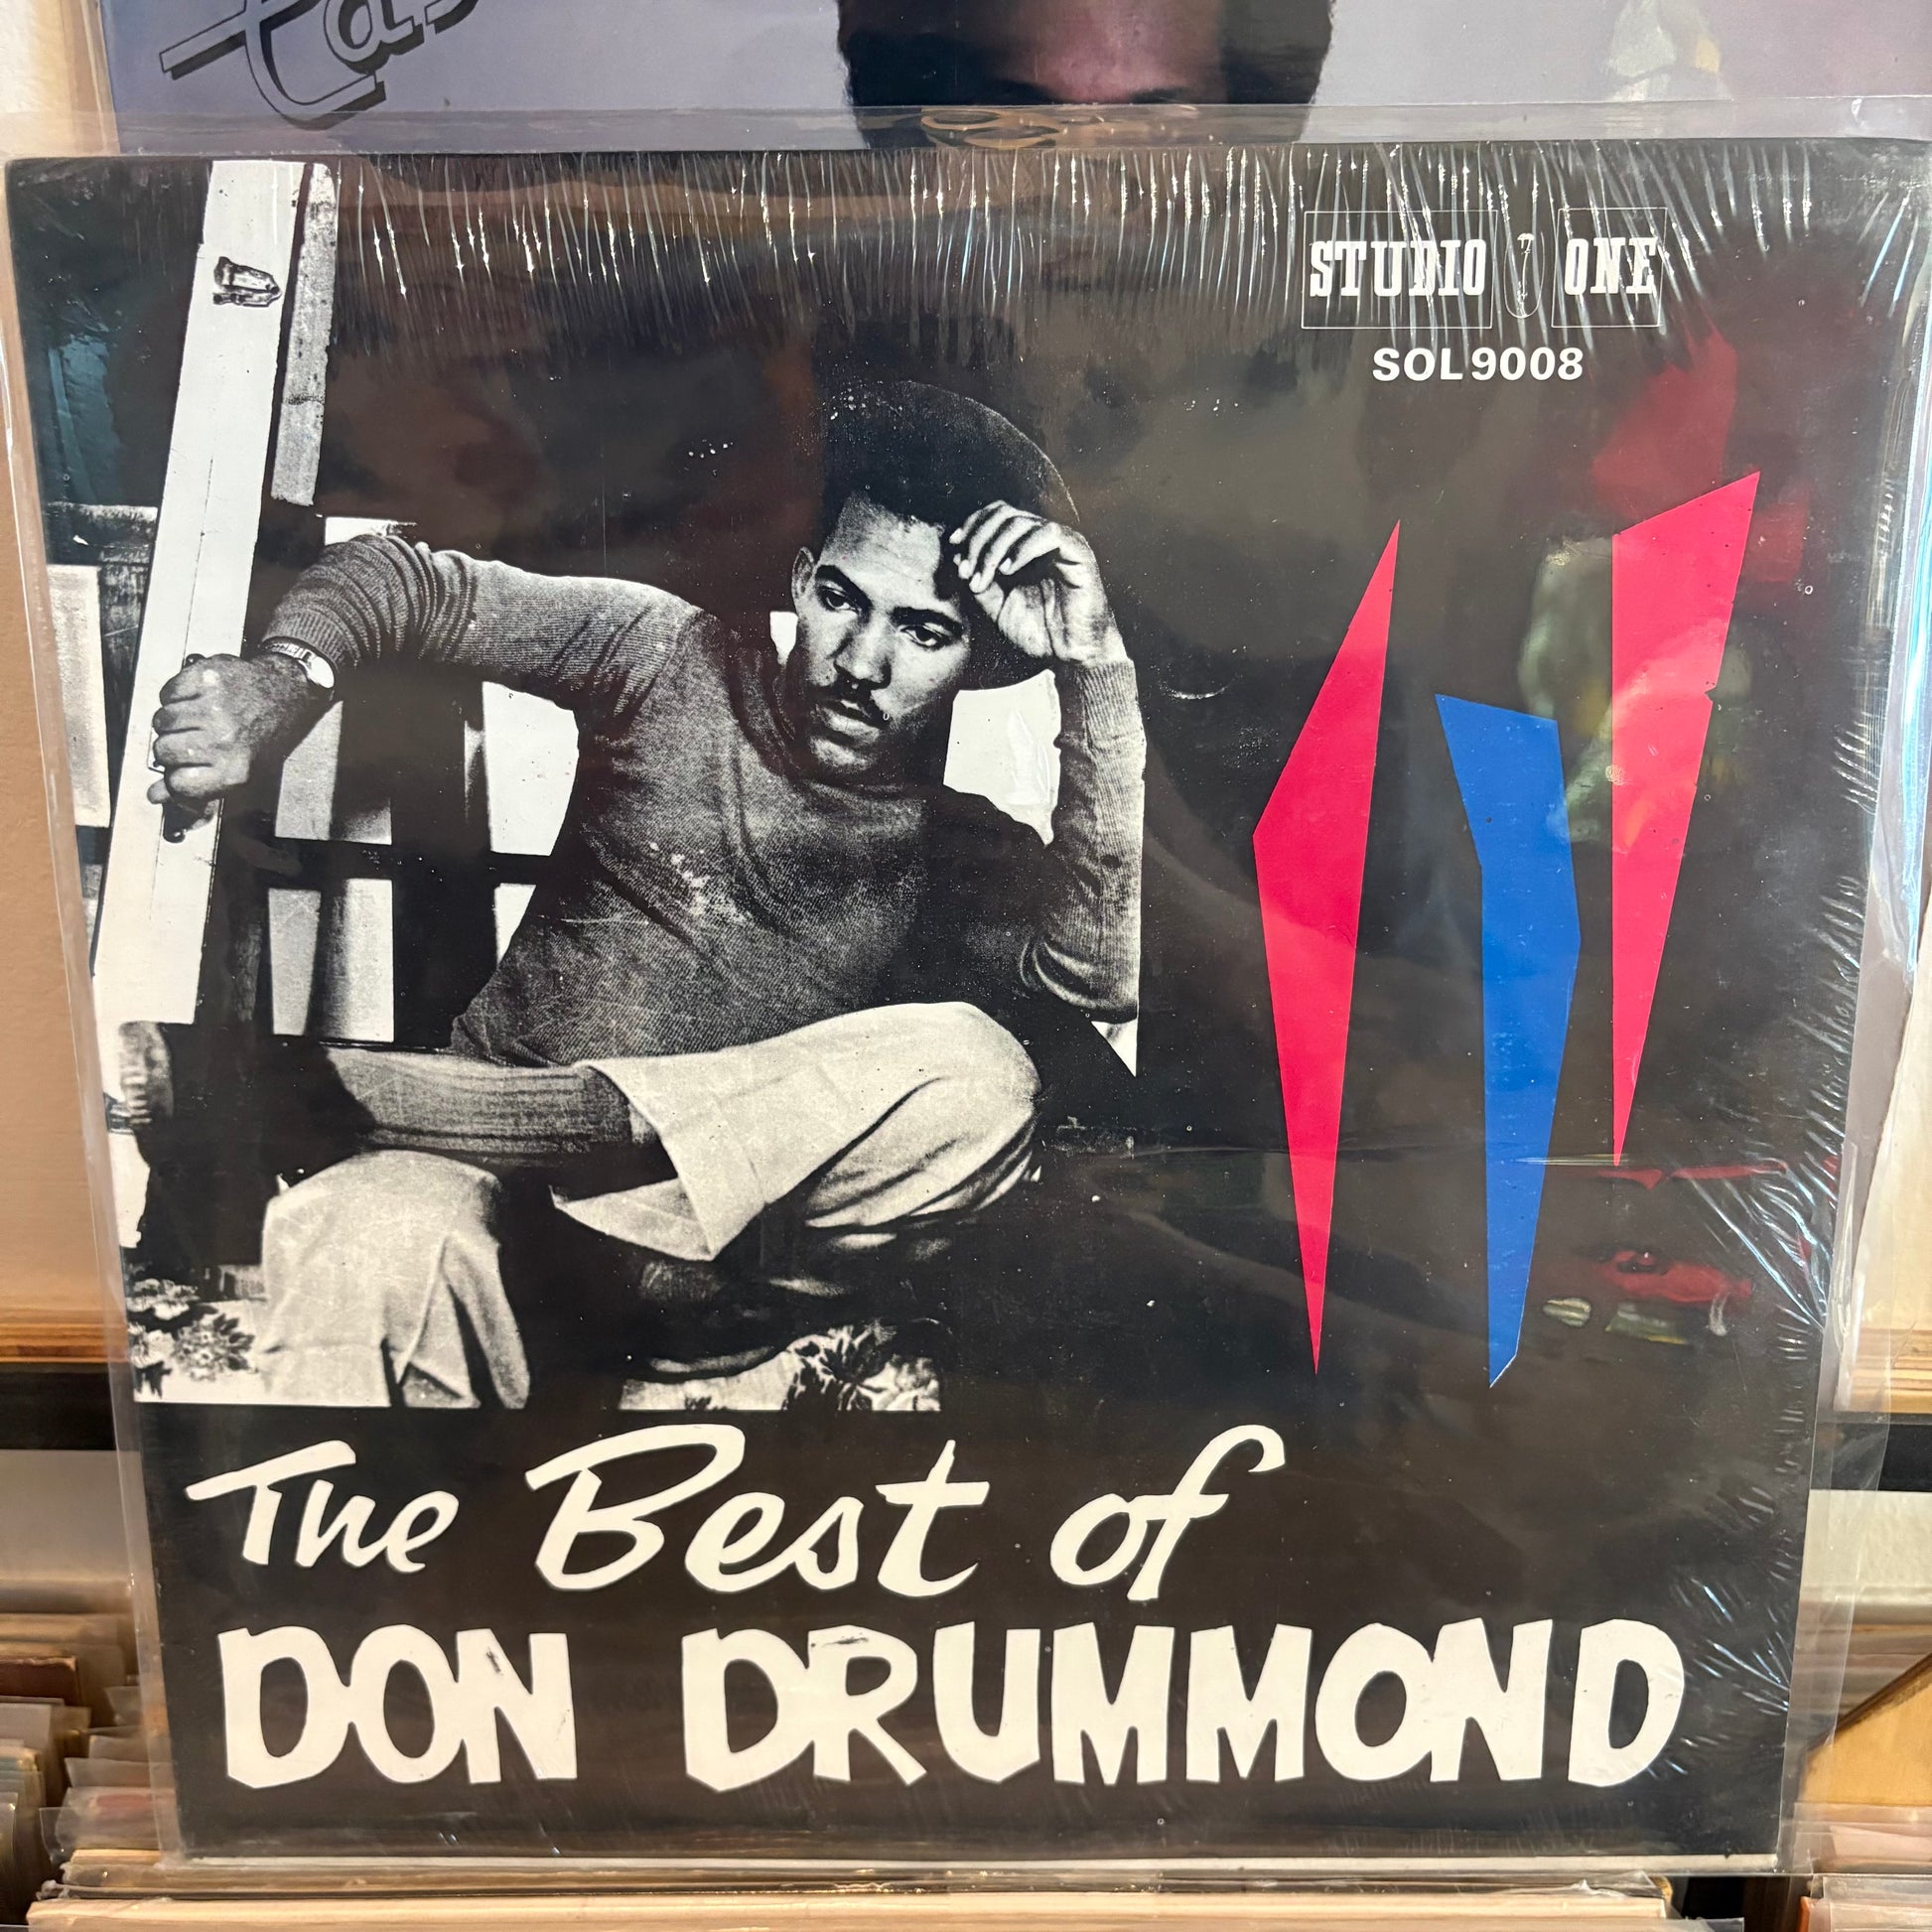 STUDIO ONE
SOL 9008
The Best of
DON DRUMMOND